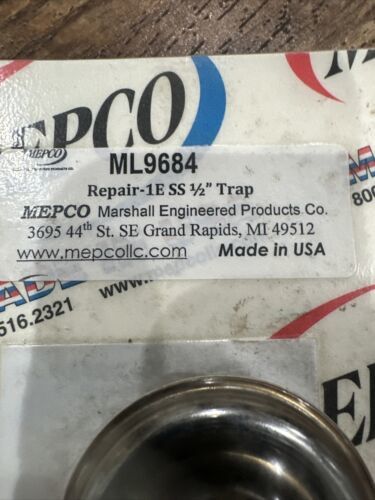 MEPCO
MEPCO
ML9684
Repair-1E SS ½" Trap
MEPCO Marshall Engineered Products Co.
3695 44th St. SE Grand Rapids, MI 49512
www.mepcollc.com Made in USA
516.2321